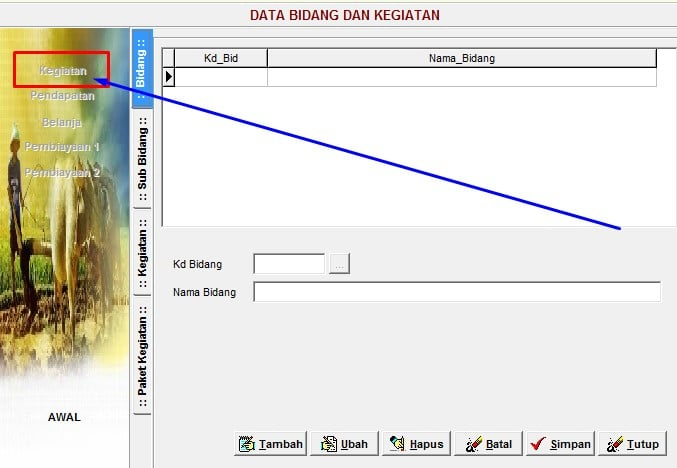 DATA BIDANG DAN KEGIATAN
Kegiatan
Pendapatan
Belanja
Pembiayaan 1
Pembiayaan 2
AWAL
:: Bidang ::
:: Sub Bidang ::
:: Kegiatan ::
:: Paket Kegiatan ::
Kd_Bid Nama_Bidang
Kd Bidang ...
Nama Bidang
Tambah Ubah Hapus Batal Simpan Tutup